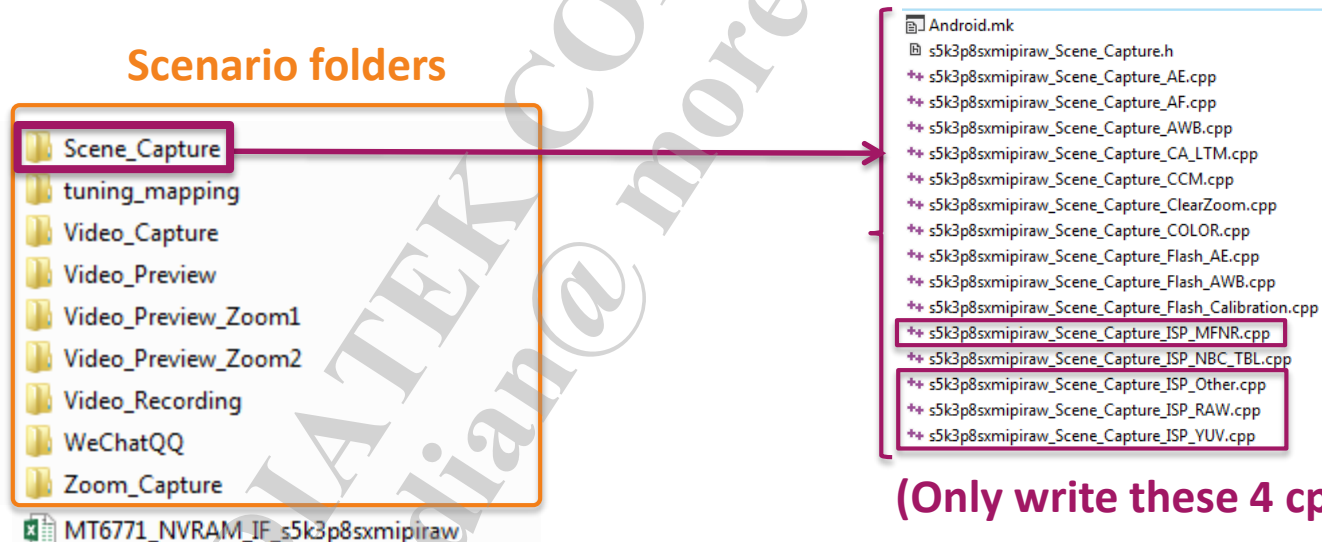 Scenario folders
Scene_Capture
tuning_mapping
Video_Capture
Video_Preview
Video_Preview_Zoom1
Video_Preview_Zoom2
Video_Recording
WeChatQQ
Zoom_Capture
MT6771_NVRAM_IF_s5k3p8sxmipiraw
Android.mk
s5k3p8sxmipiraw_Scene_Capture.h
s5k3p8sxmipiraw_Scene_Capture_AE.cpp
s5k3p8sxmipiraw_Scene_Capture_AF.cpp
s5k3p8sxmipiraw_Scene_Capture_AWB.cpp
s5k3p8sxmipiraw_Scene_Capture_CA_LTM.cpp
s5k3p8sxmipiraw_Scene_Capture_CCM.cpp
s5k3p8sxmipiraw_Scene_Capture_ClearZoom.cpp
s5k3p8sxmipiraw_Scene_Capture_COLOR.cpp
s5k3p8sxmipiraw_Scene_Capture_Flash_AE.cpp
s5k3p8sxmipiraw_Scene_Capture_Flash_AWB.cpp
s5k3p8sxmipiraw_Scene_Capture_Flash_Calibration.cpp
s5k3p8sxmipiraw_Scene_Capture_ISP_MFNR.cpp
s5k3p8sxmipiraw_Scene_Capture_ISP_NBC_TBL.cpp
s5k3p8sxmipiraw_Scene_Capture_ISP_Other.cpp
s5k3p8sxmipiraw_Scene_Capture_ISP_RAW.cpp
s5k3p8sxmipiraw_Scene_Capture_ISP_YUV.cpp
(Only write these 4 cp